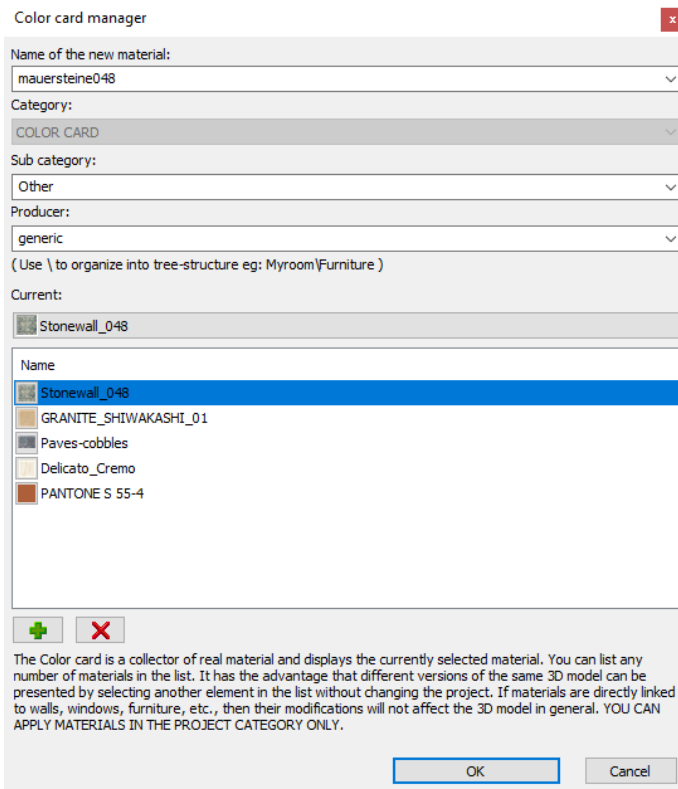 Color card manager
x
Name of the new material:
mauersteine048
Category:
COLOR CARD
Sub category:
Other
Producer:
generic
( Use \ to organize into tree-structure eg: Myroom\Furniture )
Current:
Stonewall_048
Name
Stonewall_048
GRANITE_SHIWAKASHI_01
Paves-cobbles
Delicato_Cremo
PANTONE S 55-4
The Color card is a collector of real material and displays the currently selected material. You can list any
number of materials in the list. It has the advantage that different versions of the same 3D model can be
presented by selecting another element in the list without changing the project. If materials are directly linked
to walls, windows, furniture, etc., then their modifications will not affect the 3D model in general. YOU CAN
APPLY MATERIALS IN THE PROJECT CATEGORY ONLY.
OK
Cancel